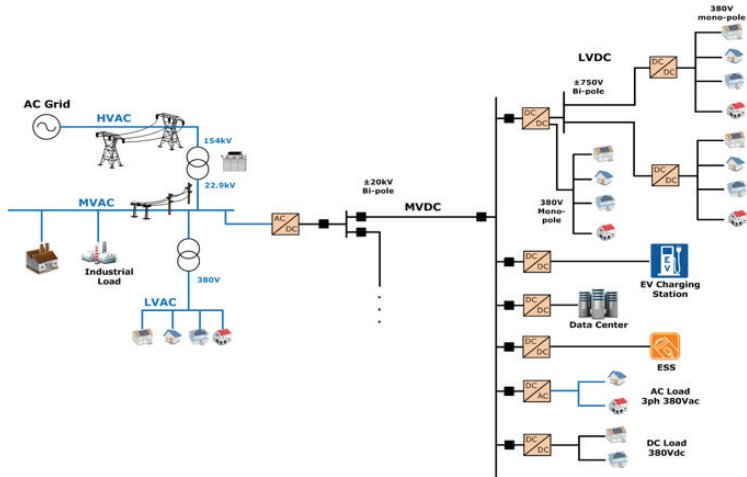 380V
mono-pole
LVDC
DC
DC
±750V
Bi-pole
AC Grid
HVAC
154kV
22.9kV
DC
DC
DC
DC
±20kV
Bi-pole
380V
Mono-
pole
MVAC
MVDC
AC
DC
Industrial
Load
380V
LVAC
DC
DC
EV
EV Charging
Station
DC
DC
Data Center
DC
DC
ESS
DC
AC
AC Load
3ph 380Vac
DC
DC
DC Load
380Vdc